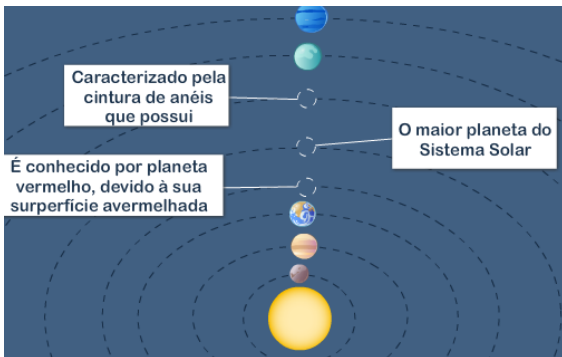 Caracterizado pela
cintura de anéis
que possui
O maior planeta do
Sistema Solar
É conhecido por planeta
vermelho, devido à sua
surperfície avermelhada